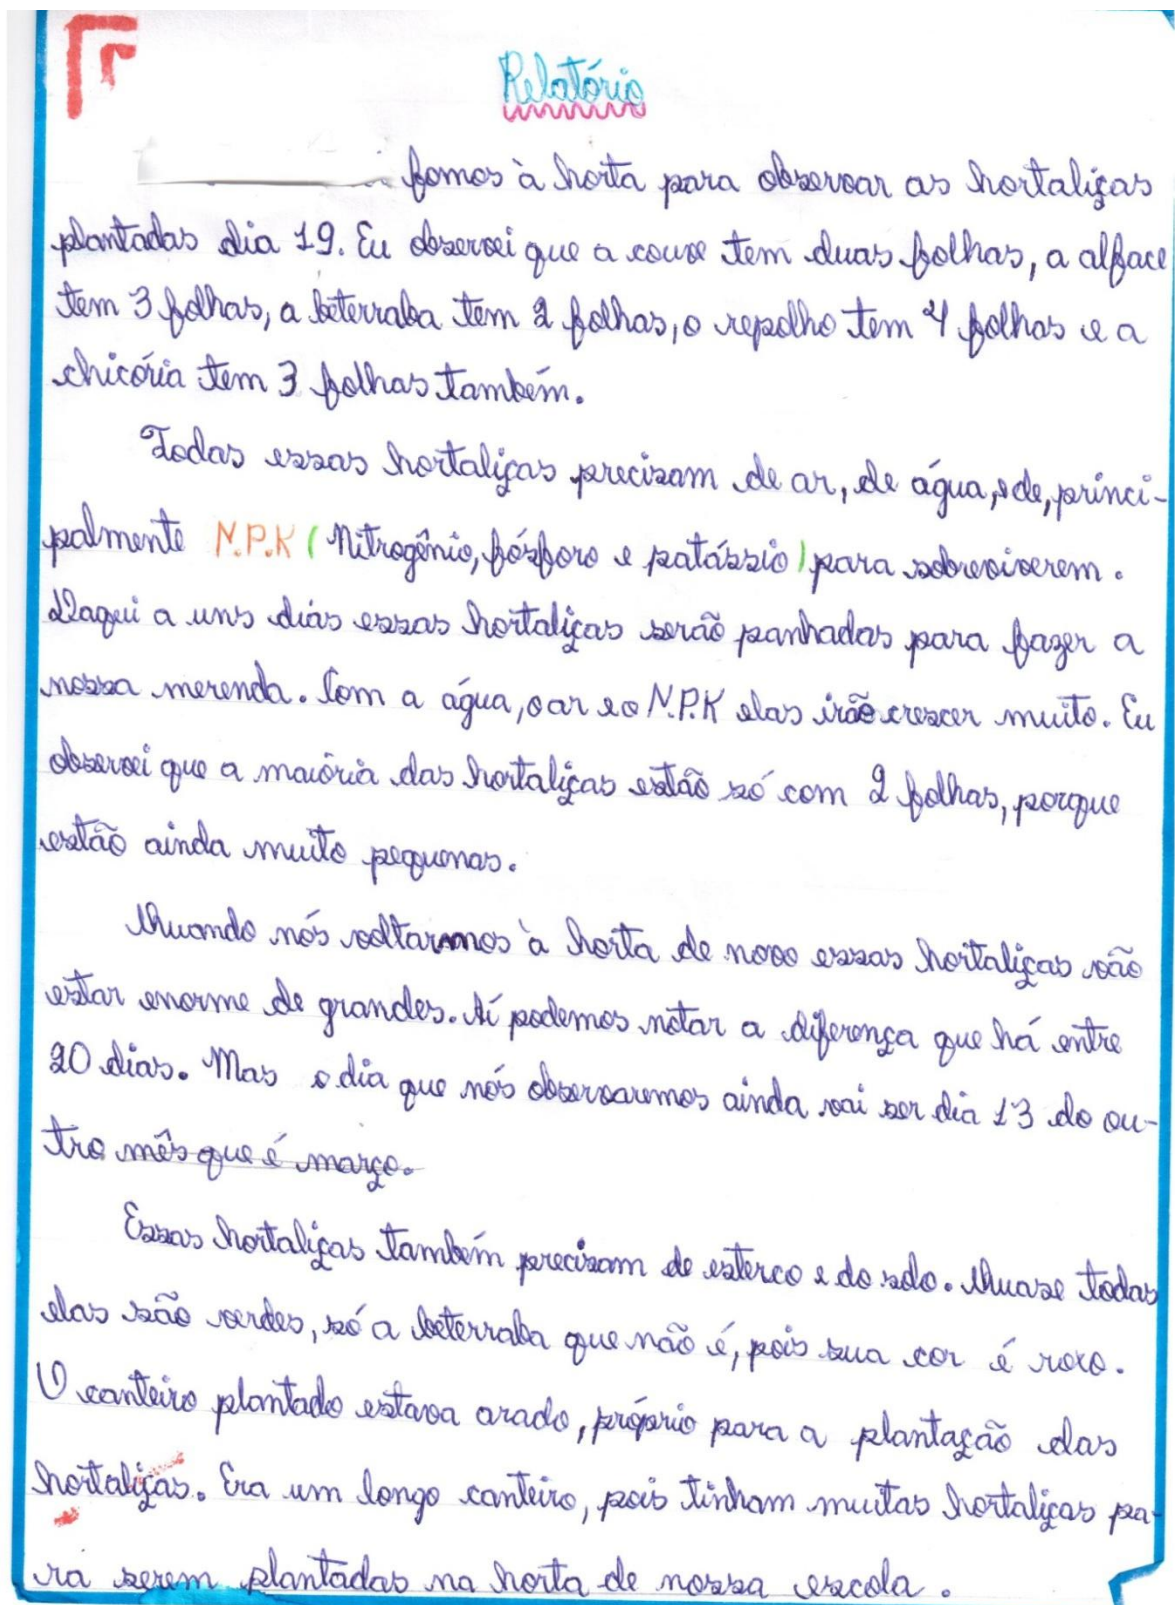 Relatório
fomos à horta para observar as hortaliças
plantadas dia 19. Eu observei que a couve tem duas folhas, a alface
tem 3 folhas, a beterraba tem 2 folhas, o repolho tem 4 folhas e a
chicória tem 3 folhas também.
Todas essas hortaliças precisam de ar, de água, e de, princi-
palmente N.P.K (Nitrogênio, fósforo e patássio) para sobreviverem.
Daqui a uns dias essas hortaliças serão panhadas para fazer a
nossa merenda. Com a água, o ar e o N.P.K elas irão crescer muito. Eu
observei que a maioria das hortaliças estão só com 2 folhas, porque
estão ainda muito pequenas.
Quando nós voltarmos à horta de novo essas hortaliças vão
estar enorme de grandes. Aí podemos notar a diferença que há entre
20 dias. Mas o dia que nós observaremos ainda vai ser dia 13 do ou-
tro mês que é março.
Essas hortaliças também precisam de esterco e do solo. Quase todas
elas são verdes, só a beterraba que não é, pois sua cor é roxo.
O canteiro plantado estava arado, próprio para a plantação das
hortaliças. Era um longo canteiro, pois tinham muitas hortaliças pa-
ra serem plantadas na horta de nossa escola.